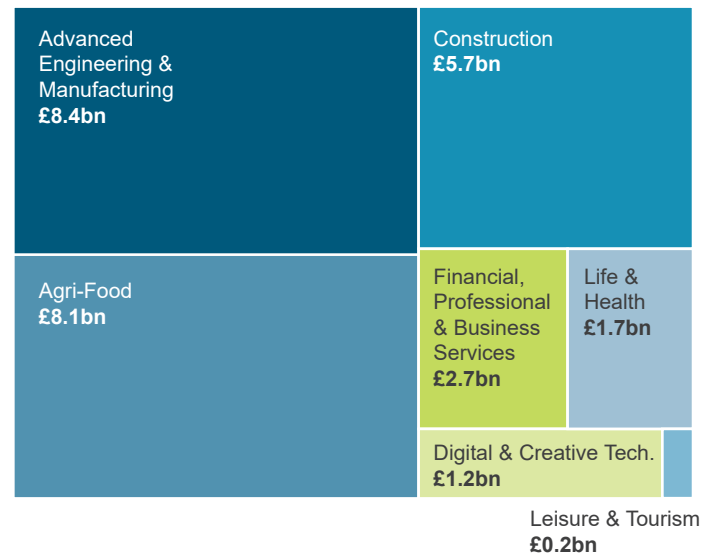 Advanced
Engineering &
Manufacturing
£8.4bn
Construction
£5.7bn
Agri-Food
£8.1bn
Financial,
Professional
& Business
Services
£2.7bn
Life &
Health
£1.7bn
Digital & Creative Tech.
£1.2bn
Leisure & Tourism
£0.2bn